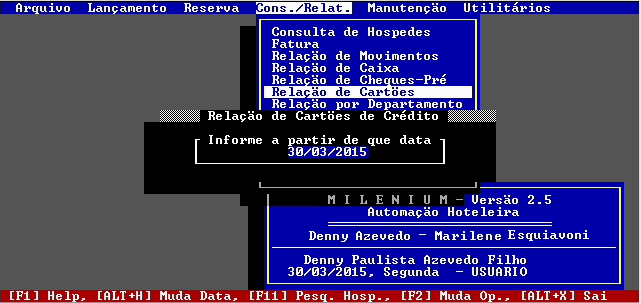 Arquivo Lançamento Reserva Cons./Relat. Manutenção Utilitários
Consulta de Hospedes
Fatura
Relação de Movimentos
Relação de Caixa
Relação de Cheques-Pré
Relação de Cartões
Relação por Departamento
Relação de Cartões de Crédito
Informe a partir de que data
30/03/2015
M I L E N I U M - Versão 2.5
Automação Hoteleira
Denny Azevedo - Marilene Esquiavoni
Denny Paulista Azevedo Filho
30/03/2015, Segunda - USUARIO
[F1] Help, [ALT+H] Muda Data, [F11] Pesq. Hosp., [F2] Muda Op., [ALT+X] Sai